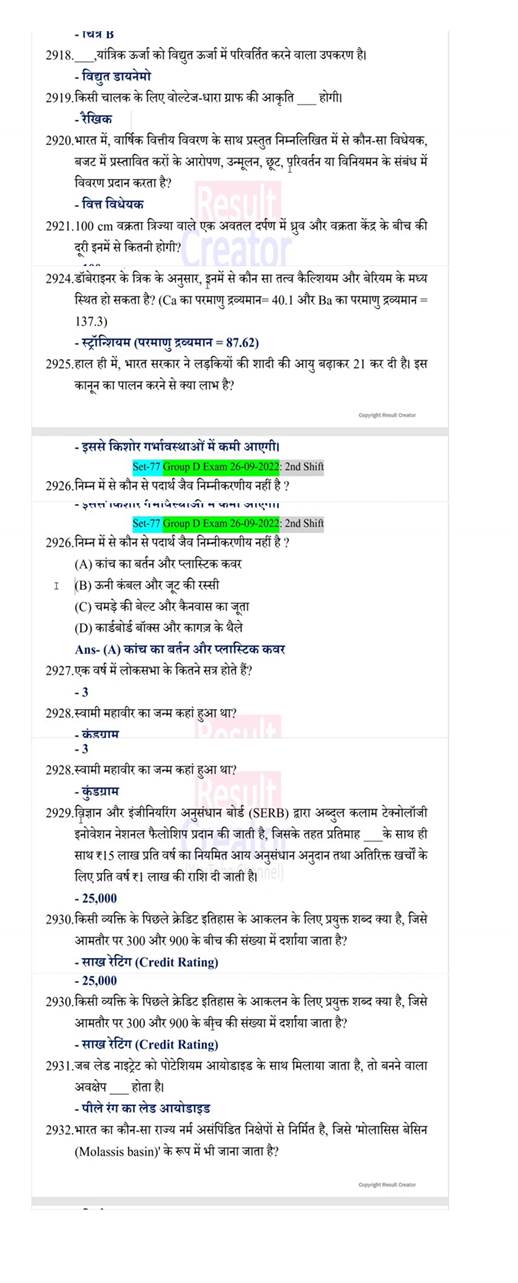 - चित्र B
2918.____,यांत्रिक ऊर्जा को विद्युत ऊर्जा में परिवर्तित करने वाला उपकरण है।
- विद्युत डायनेमो
2919.किसी चालक के लिए वोल्टेज-धारा ग्राफ की आकृति ____ होगी।
- रैखिक
2920.भारत में, वार्षिक वित्तीय विवरण के साथ प्रस्तुत निम्नलिखित में से कौन-सा विधेयक,
बजट में प्रस्तावित करों के आरोपण, उन्मूलन, छूट, परिवर्तन या विनियमन के संबंध में
विवरण प्रदान करता है?
- वित्त विधेयक
Result
2921.100 cm वक्रता त्रिज्या वाले एक अवतल दर्पण में ध्रुव और वक्रता केंद्र के बीच की
दूरी इनमें से कितनी होगी?
Creator
2924.डॉबेराइनर के त्रिक के अनुसार, इनमें से कौन सा तत्व कैल्शियम और बेरियम के मध्य
स्थित हो सकता है? (Ca का परमाणु द्रव्यमान= 40.1 और Ba का परमाणु द्रव्यमान =
137.3)
- स्ट्रॉन्शियम (परमाणु द्रव्यमान = 87.62)
2925.हाल ही में, भारत सरकार ने लड़कियों की शादी की आयु बढ़ाकर 21 कर दी है। इस
कानून का पालन करने से क्या लाभ है?
Copyright Result Creator
- इससे किशोर गर्भावस्थाओं में कमी आएगी।
Set-77 Group D Exam 26-09-2022: 2nd Shift
2926.निम्न में से कौन से पदार्थ जैव निम्नीकरणीय नहीं है ?
- इससे किशोर गर्भावस्थाओं में कमी आएगी।
Set-77 Group D Exam 26-09-2022: 2nd Shift
2926.निम्न में से कौन से पदार्थ जैव निम्नीकरणीय नहीं है ?
(A) कांच का बर्तन और प्लास्टिक कवर
(B) ऊनी कंबल और जूट की रस्सी
(C) चमड़े की बेल्ट और कैनवास का जूता
(D) कार्डबोर्ड बॉक्स और कागज़ के थैले
Ans- (A) कांच का बर्तन और प्लास्टिक कवर
2927.एक वर्ष में लोकसभा के कितने सत्र होते हैं?
- 3
2928.स्वामी महावीर का जन्म कहां हुआ था?
- कुंडग्राम
Result
- 3
2928.स्वामी महावीर का जन्म कहां हुआ था?
- कुंडग्राम
Result
2929.विज्ञान और इंजीनियरिंग अनुसंधान बोर्ड (SERB) द्वारा अब्दुल कलाम टेक्नोलॉजी
इनोवेशन नेशनल फैलोशिप प्रदान की जाती है, जिसके तहत प्रतिमाह ____के साथ ही
साथ ₹15 लाख प्रति वर्ष का नियमित आय अनुसंधान अनुदान तथा अतिरिक्त खर्चों के
लिए प्रति वर्ष ₹1 लाख की राशि दी जाती है।
- 25,000
2930.किसी व्यक्ति के पिछले क्रेडिट इतिहास के आकलन के लिए प्रयुक्त शब्द क्या है, जिसे
आमतौर पर 300 और 900 के बीच की संख्या में दर्शाया जाता है?
- साख रेटिंग (Credit Rating)
- 25,000
2930.किसी व्यक्ति के पिछले क्रेडिट इतिहास के आकलन के लिए प्रयुक्त शब्द क्या है, जिसे
आमतौर पर 300 और 900 के बीच की संख्या में दर्शाया जाता है?
- साख रेटिंग (Credit Rating)
2931.जब लेड नाइट्रेट को पोटेशियम आयोडाइड के साथ मिलाया जाता है, तो बनने वाला
अवक्षेप ____ होता है।
- पीले रंग का लेड आयोडाइड
2932.भारत का कौन-सा राज्य नर्म असंपिंडित निक्षेपों से निर्मित है, जिसे 'मोलासिस बेसिन
(Molassis basin)' के रूप में भी जाना जाता है?
Copyright Result Creator